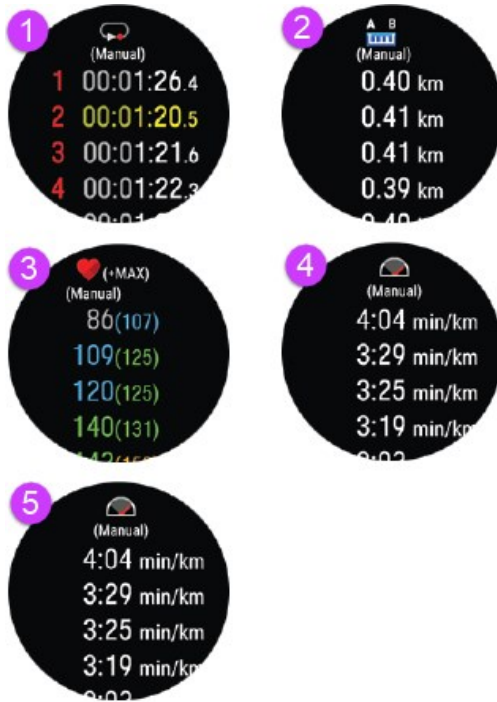 1
(Manual)
1 00:01:26.4
2 00:01:20.5
3 00:01:21.6
4 00:01:22.3
2
A B
(Manual)
0.40 km
0.41 km
0.41 km
0.39 km
3
(+MAX)
(Manual)
86(107)
109(125)
120(125)
140(131)
4
(Manual)
4:04 min/km
3:29 min/km
3:25 min/km
3:19 min/km
5
(Manual)
4:04 min/km
3:29 min/km
3:25 min/km
3:19 min/km